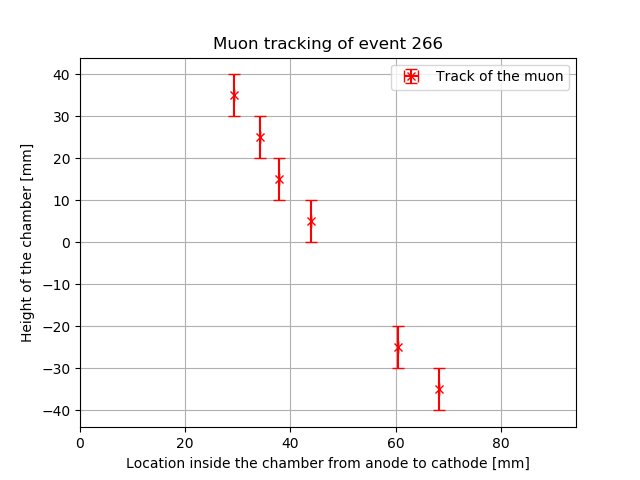 Muon tracking of event 266
Track of the muon
Height of the chamber [mm]
40
30
20
10
0
−10
−20
−30
−40
0 20 40 60 80
Location inside the chamber from anode to cathode [mm]